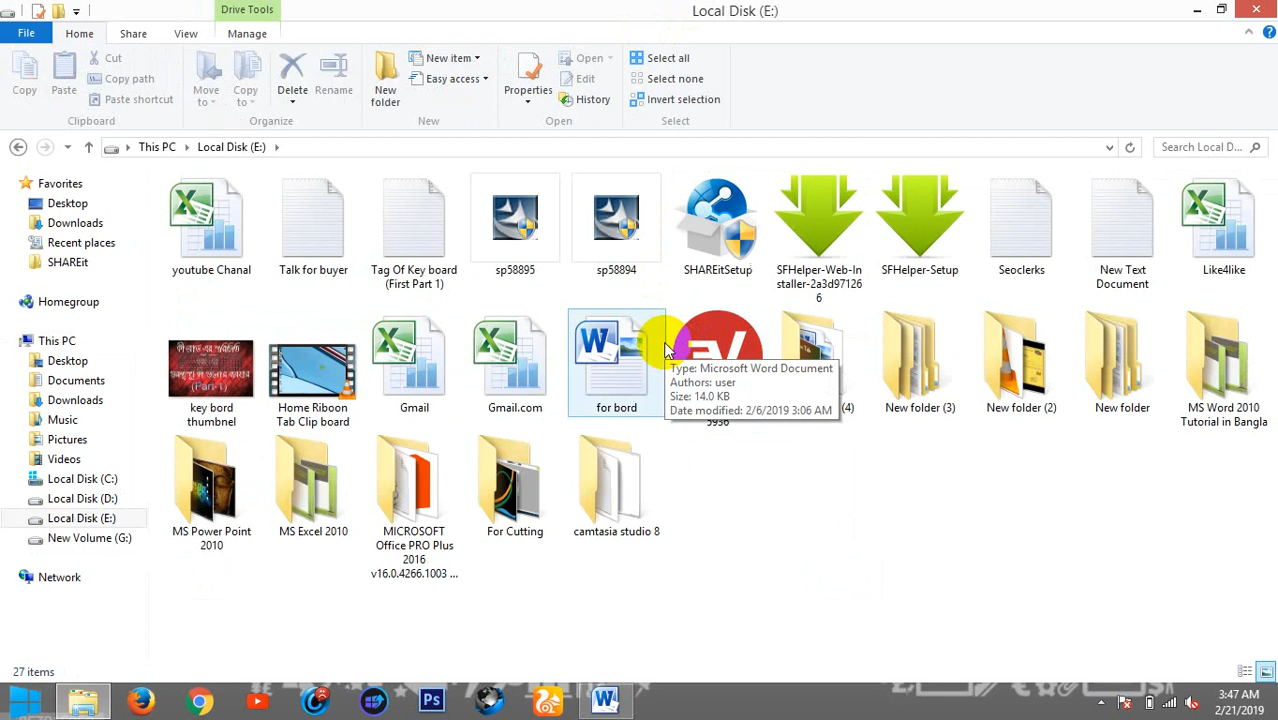 Drive Tools
Local Disk (E:)
File
Home
Share
View
Manage
Copy
Paste
Cut
Copy path
Paste shortcut
Clipboard
Move to
Copy to
Delete
Rename
Organize
New folder
New item
Easy access
New
Properties
Open
Edit
History
Open
Select all
Select none
Invert selection
Select
This PC
Local Disk (E:)
Search Local D...
Favorites
Desktop
Downloads
Recent places
SHAREit
Homegroup
This PC
Desktop
Documents
Downloads
Music
Pictures
Videos
Local Disk (C:)
Local Disk (D:)
Local Disk (E:)
New Volume (G:)
Network
youtube Chanal
Talk for buyer
Tag Of Key board
(First Part 1)
sp58895
sp58894
SHAREitSetup
SFHelper-Web-In
staller-2a3d97126
6
SFHelper-Setup
Seoclerks
New Text
Document
Like4like
(Part-1)
key bord
thumbnel
Home Riboon
Tab Clip board
Gmail
Gmail.com
for bord
Type: Microsoft Word Document
Authors: user
Size: 14.0 KB
Date modified: 2/6/2019 3:06 AM
(4)
New folder (3)
New folder (2)
New folder
MS Word 2010
Tutorial in Bangla
MS Power Point
2010
MS Excel 2010
MICROSOFT
Office PRO Plus
2016
v16.0.4266.1003 ...
For Cutting
camtasia studio 8
27 items
Ps
3:47 AM
2/21/2019